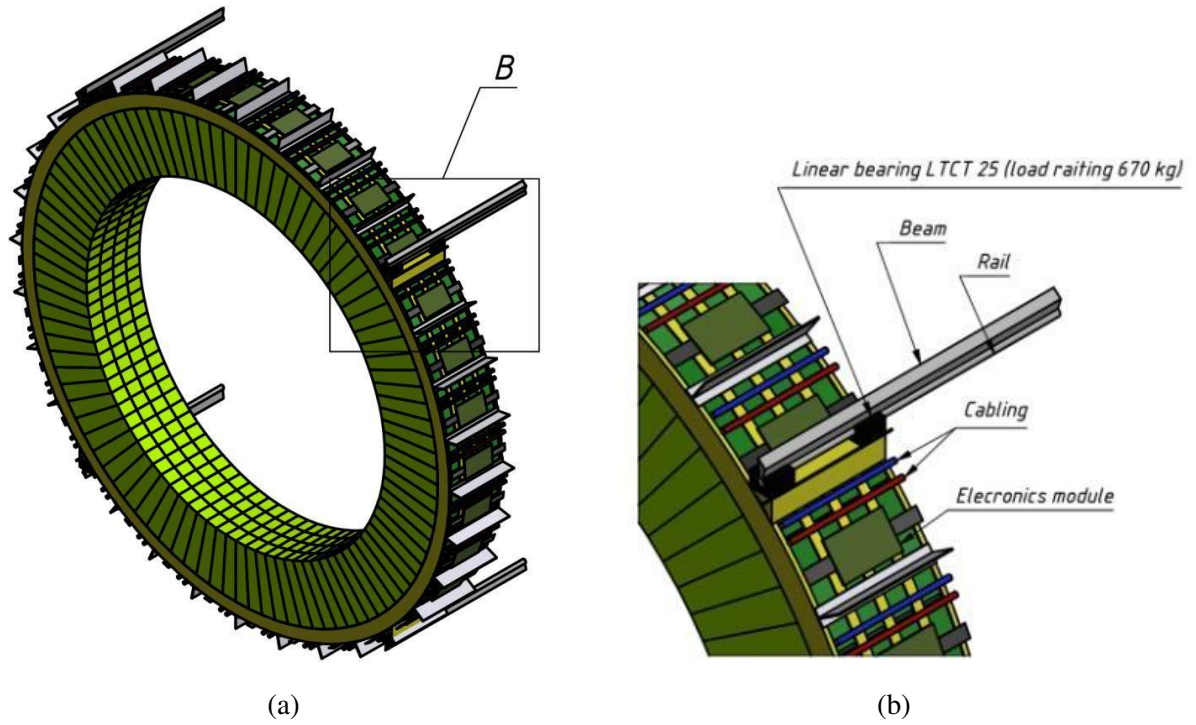 B
Linear bearing LTCT 25 (load raiting 670 kg)
Beam
Rail
Cabling
Elecronics module
(a)
(b)